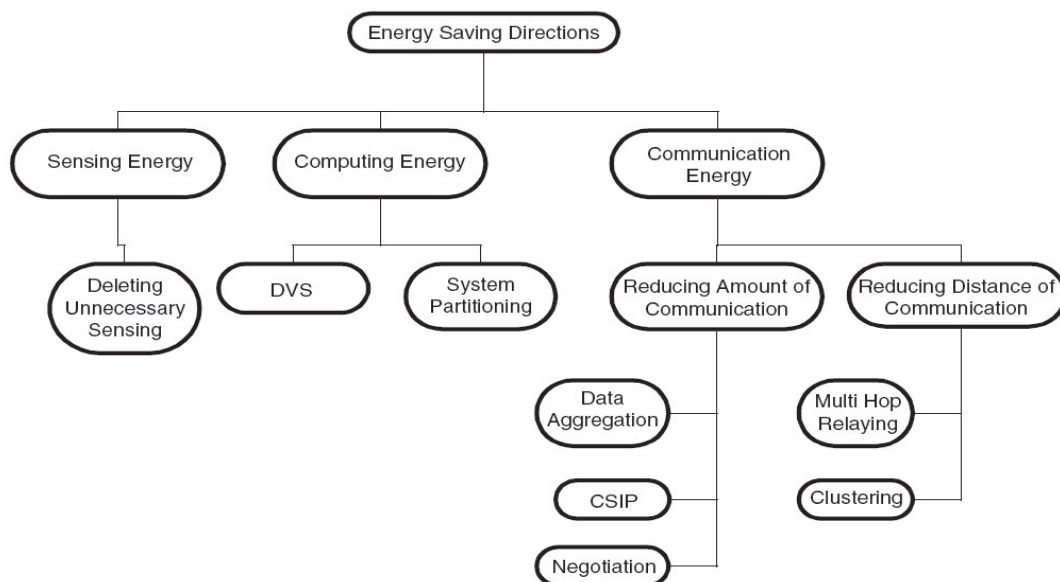 Energy Saving Directions
Sensing Energy
Computing Energy
Communication
Energy
Deleting
Unnecessary
Sensing
DVS
System
Partitioning
Reducing Amount of
Communication
Reducing Distance of
Communication
Data
Aggregation
Multi Hop
Relaying
CSIP
Clustering
Negotiation